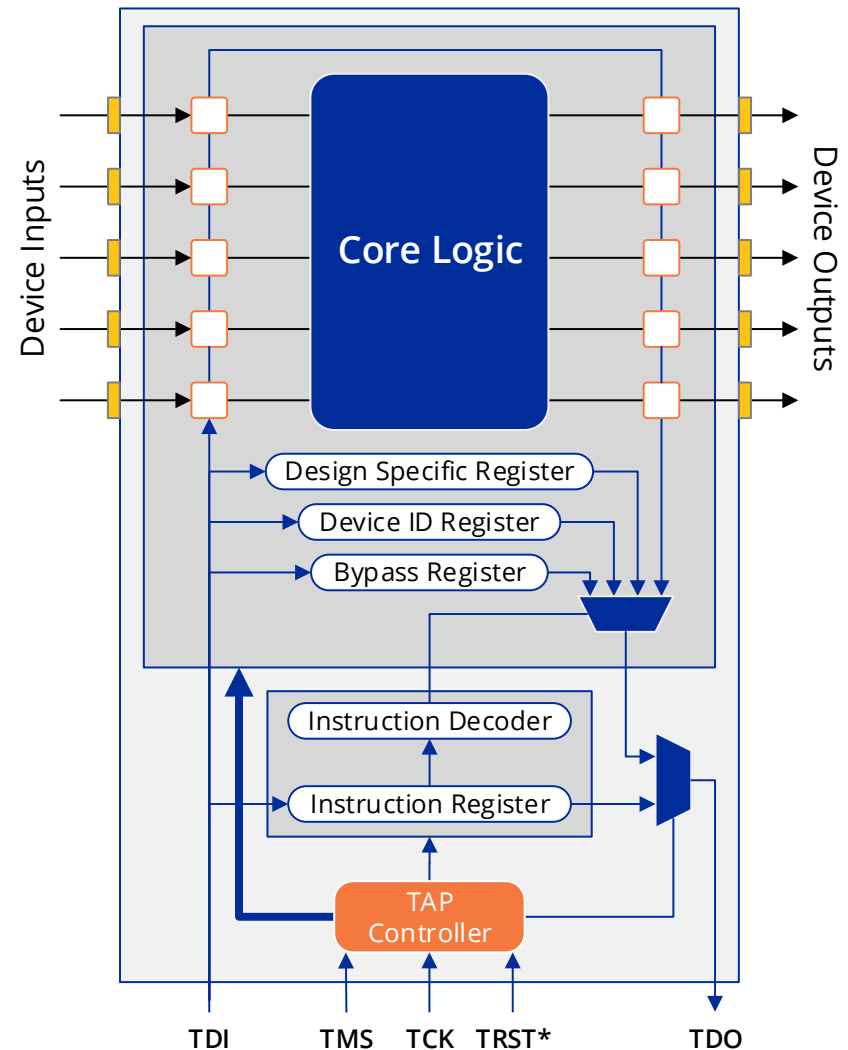 Device Inputs
Core Logic
Device Outputs
Design Specific Register
Device ID Register
Bypass Register
Instruction Decoder
Instruction Register
TAP
Controller
TDI
TMS
TCK
TRST*
TDO